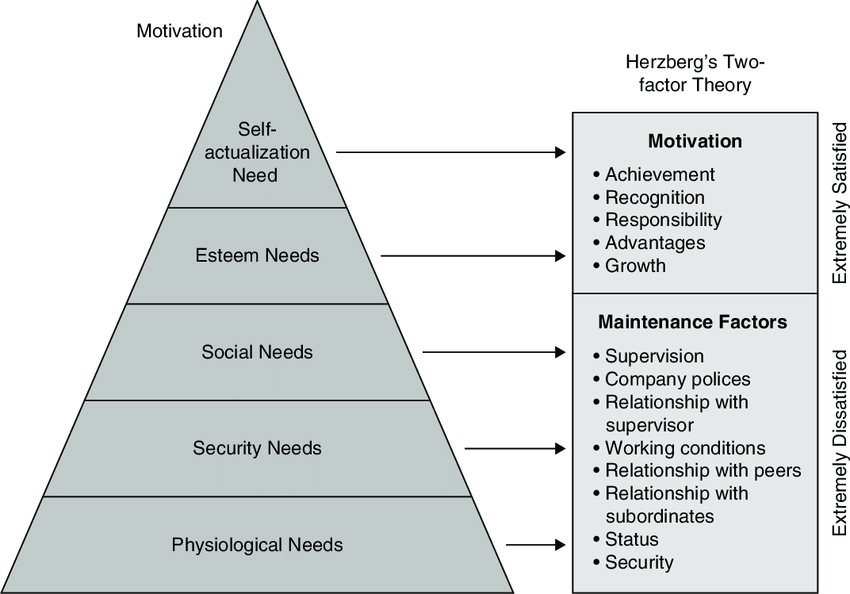 Motivation
Self-
actualization
Need
Esteem Needs
Social Needs
Security Needs
Physiological Needs
Herzberg’s Two-
factor Theory
Motivation
• Achievement
• Recognition
• Responsibility
• Advantages
• Growth
Maintenance Factors
• Supervision
• Company polices
• Relationship with
supervisor
• Working conditions
• Relationship with peers
• Relationship with
subordinates
• Status
• Security
Extremely Satisfied
Extremely Dissatisfied